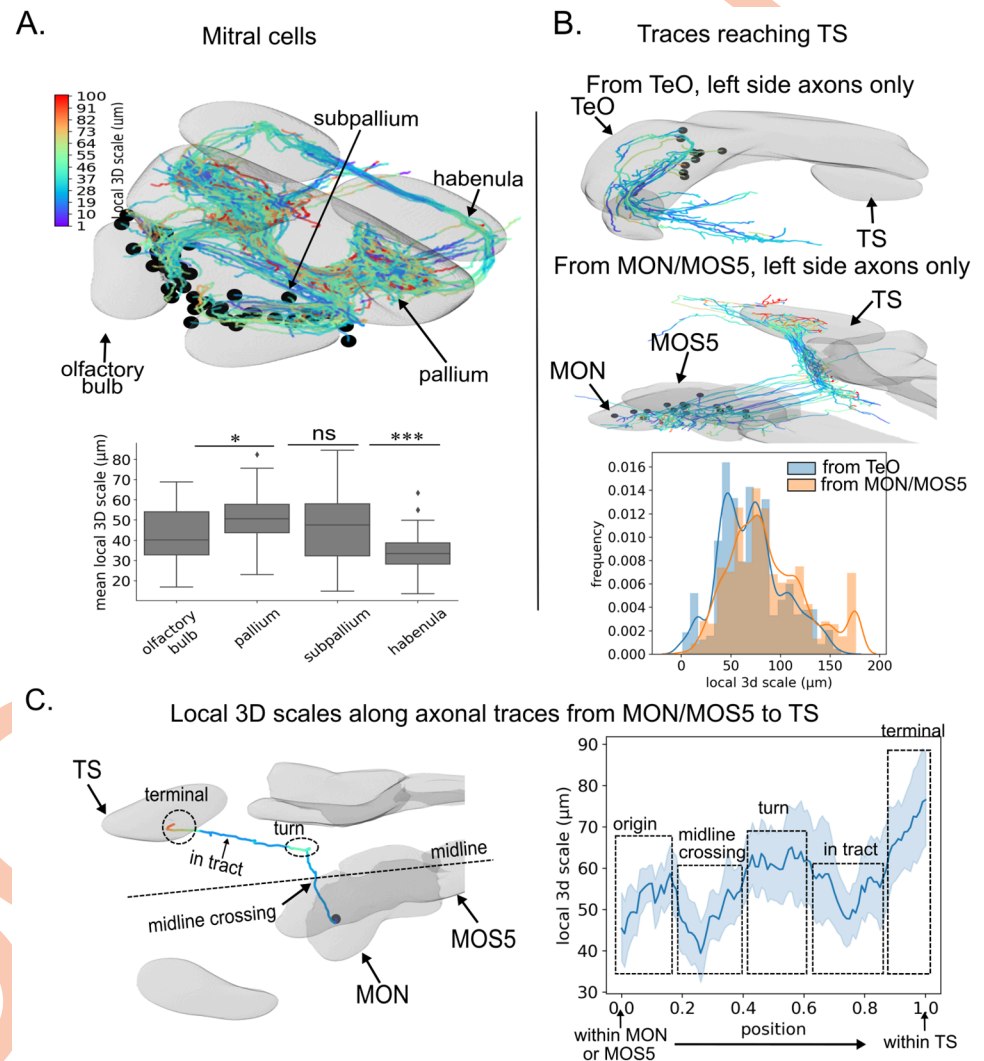 A.
Mitral cells
100
91
82
73
64
55
46
37
28
19
10
1
local 3D scale (um)
subpallium
habenula
olfactory
bulb
pallium
mean local 3D scale (μm)
80
70
60
50
40
30
20
*
ns
***
olfactory
bulb
pallium
subpallium
habenula
B.
Traces reaching TS
From TeO, left side axons only
TeO
TS
From MON/MOS5, left side axons only
TS
MOS5
MON
frequency
0.016
0.014
0.012
0.010
0.008
0.006
0.004
0.002
0.000
from TeO
from MON/MOS5
0 50 100 150 200
local 3d scale (μm)
C.
Local 3D scales along axonal traces from MON/MOS5 to TS
TS
terminal
turn
in tract
midline
midline crossing
MOS5
MON
local 3d scale (μm)
90
80
70
60
50
40
30
origin
midline
crossing
turn
in tract
terminal
0.0 0.2 0.4 0.6 0.8 1.0
position
within MON
or MOS5
within TS